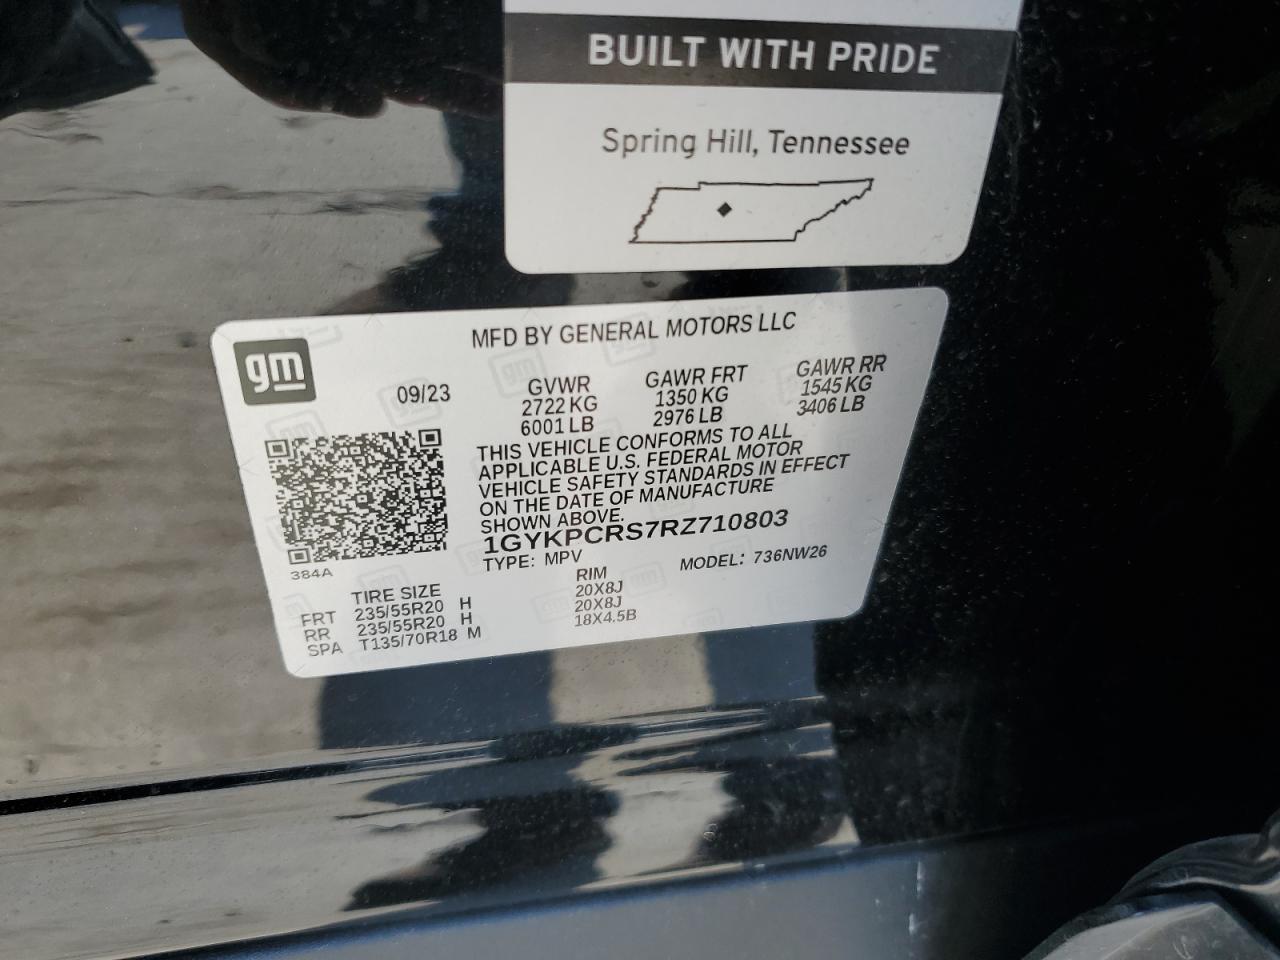 BUILT WITH PRIDE
Spring Hill, Tennessee
MFD BY GENERAL MOTORS LLC
gm
09/23
GVWR
2722 KG
6001 LB
GAWR FRT
1350 KG
2976 LB
GAWR RR
1545 KG
3406 LB
THIS VEHICLE CONFORMS TO ALL
APPLICABLE U.S. FEDERAL MOTOR
VEHICLE SAFETY STANDARDS IN EFFECT
ON THE DATE OF MANUFACTURE
SHOWN ABOVE.
1GYKPCRS7RZ710803
TYPE: MPV
MODEL: 736NW26
384A
TIRE SIZE RIM
FRT 235/55R20 H 20X8J
RR 235/55R20 H 20X8J
SPA T135/70R18 M 18X4.5B